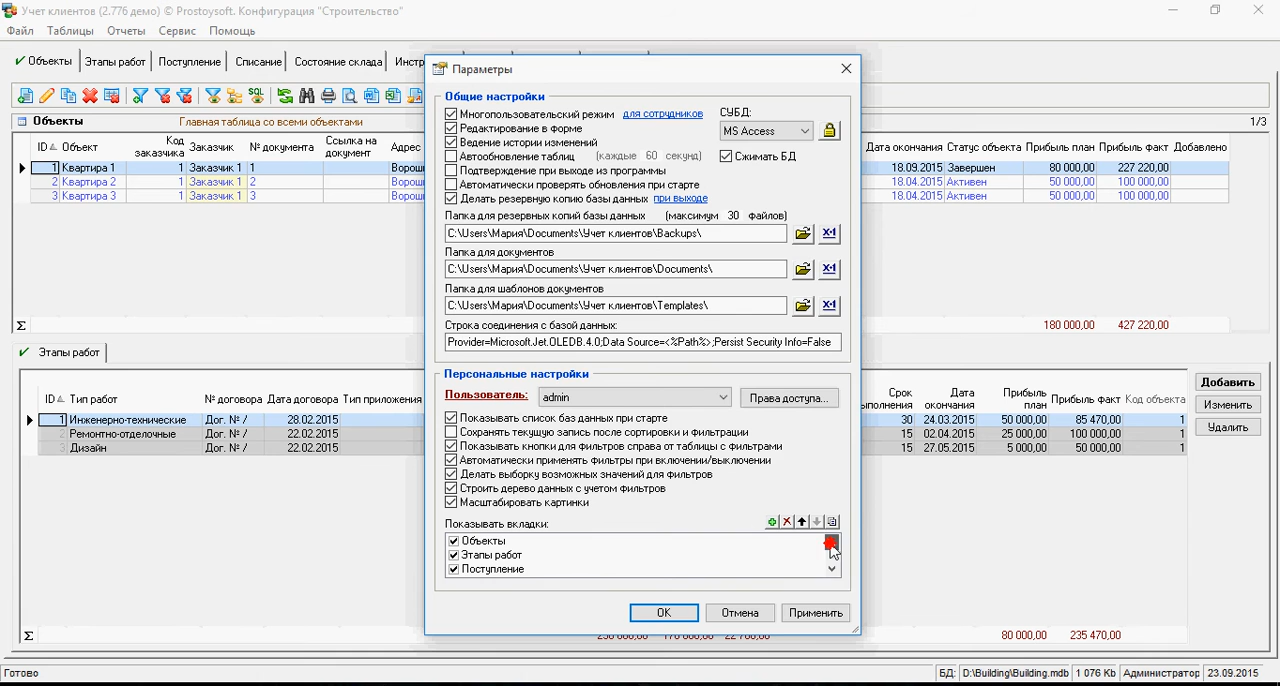 Учет клиентов (2.776 демо) © Prostoysoft. Конфигурация "Строительство"
Файл Таблицы Отчеты Сервис Помощь
Объекты Этапы работ Поступление Списание Состояние склада Инстр
Объекты Главная таблица со всеми объектами 1/3
ID Объект Код заказчика Заказчик № документа Ссылка на документ Адрес Дата окончания Статус объекта Прибыль план Прибыль факт Добавлено
1 Квартира 1 1 Заказчик 1 1 Ворош 18.09.2015 Завершен 80 000,00 227 220,00
2 Квартира 2 1 Заказчик 1 2 Ворош 18.04.2015 Активен 50 000,00 100 000,00
3 Квартира 3 1 Заказчик 1 3 Ворош 18.04.2015 Активен 50 000,00 100 000,00
Σ 180 000,00 427 220,00
Этапы работ
ID Тип работ № договора Дата договора Тип приложения Срок ыполнения Дата окончания Прибыль план Прибыль факт Код объекта
1 Инженерно-технические Дог. № / 28.02.2015 30 24.03.2015 50 000,00 85 470,00 1
2 Ремонтно-отделочные Дог. № / 22.02.2015 15 02.04.2015 25 000,00 100 000,00 1
3 Дизайн Дог. № / 22.02.2015 15 27.05.2015 5 000,00 50 000,00 1
Добавить
Изменить
Удалить
Σ 80 000,00 235 470,00
Параметры
Общие настройки
Многопользовательский режим для сотрудников СУБД:
Редактирование в форме MS Access
Ведение истории изменений
Автообновление таблиц (каждые 60 секунд) Сжимать БД
Подтверждение при выходе из программы
Автоматически проверять обновления при старте
Делать резервную копию базы данных при выходе
Папка для резервных копий базы данных (максимум 30 файлов)
C:\Users\Мария\Documents\Учет клиентов\Backups\
Папка для документов
C:\Users\Мария\Documents\Учет клиентов\Documents\
Папка для шаблонов документов
C:\Users\Мария\Documents\Учет клиентов\Templates\
Строка соединения с базой данных:
Provider=Microsoft.Jet.OLEDB.4.0;Data Source=<%Path%>;Persist Security Info=False
Персональные настройки
Пользователь: admin Права доступа...
Показывать список баз данных при старте
Сохранять текущую запись после сортировки и фильтрации
Показывать кнопки для фильтров справа от таблицы с фильтрами
Автоматически применять фильтры при включении/выключении
Делать выборку возможных значений для фильтров
Строить дерево данных с учетом фильтров
Масштабировать картинки
Показывать вкладки:
Объекты
Этапы работ
Поступление
OK Отмена Применить
Готово БД: D:\Building\Building.mdb 1 076 Kb Администратор 23.09.2015